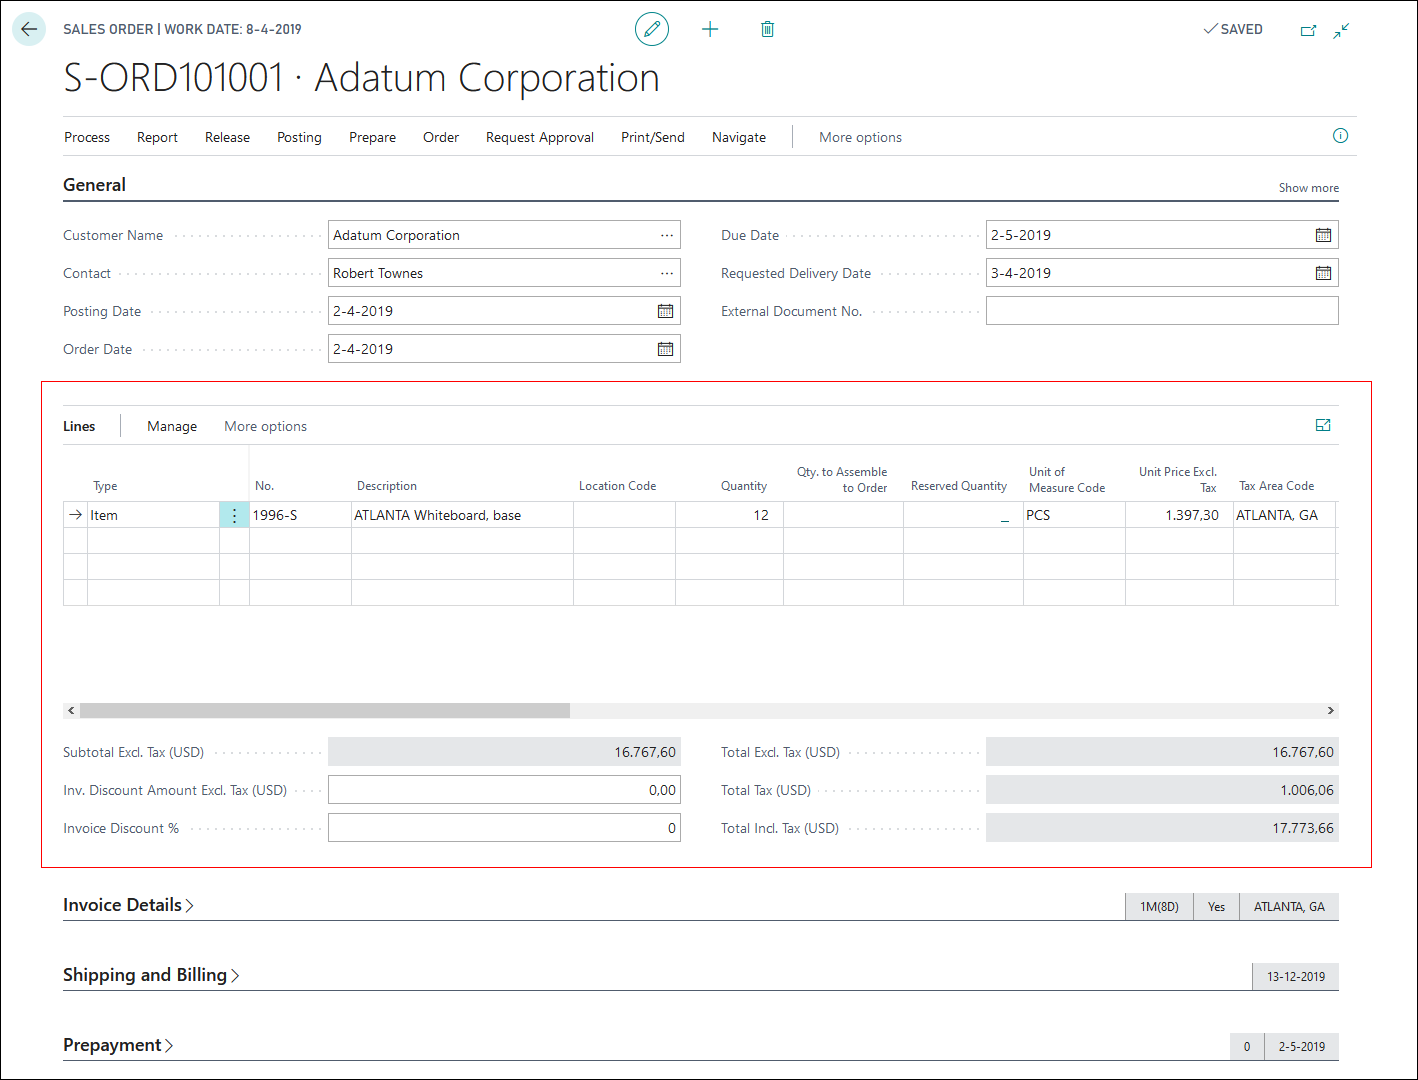 SALES ORDER | WORK DATE: 8-4-2019
SAVED
S-ORD101001 · Adatum Corporation
Process Report Release Posting Prepare Order Request Approval Print/Send Navigate More options
General
Show more
Customer Name Adatum Corporation
Contact Robert Townes
Posting Date 2-4-2019
Order Date 2-4-2019
Due Date 2-5-2019
Requested Delivery Date 3-4-2019
External Document No.
Lines Manage More options
Type No. Description Location Code Quantity Qty. to Assemble to Order Reserved Quantity Unit of Measure Code Unit Price Excl. Tax Tax Area Code
Item 1996-S ATLANTA Whiteboard, base 12 _ PCS 1.397,30 ATLANTA, GA
Subtotal Excl. Tax (USD) 16.767,60
Inv. Discount Amount Excl. Tax (USD) 0,00
Invoice Discount % 0
Total Excl. Tax (USD) 16.767,60
Total Tax (USD) 1.006,06
Total Incl. Tax (USD) 17.773,66
Invoice Details 1M(8D) Yes ATLANTA, GA
Shipping and Billing 13-12-2019
Prepayment 0 2-5-2019